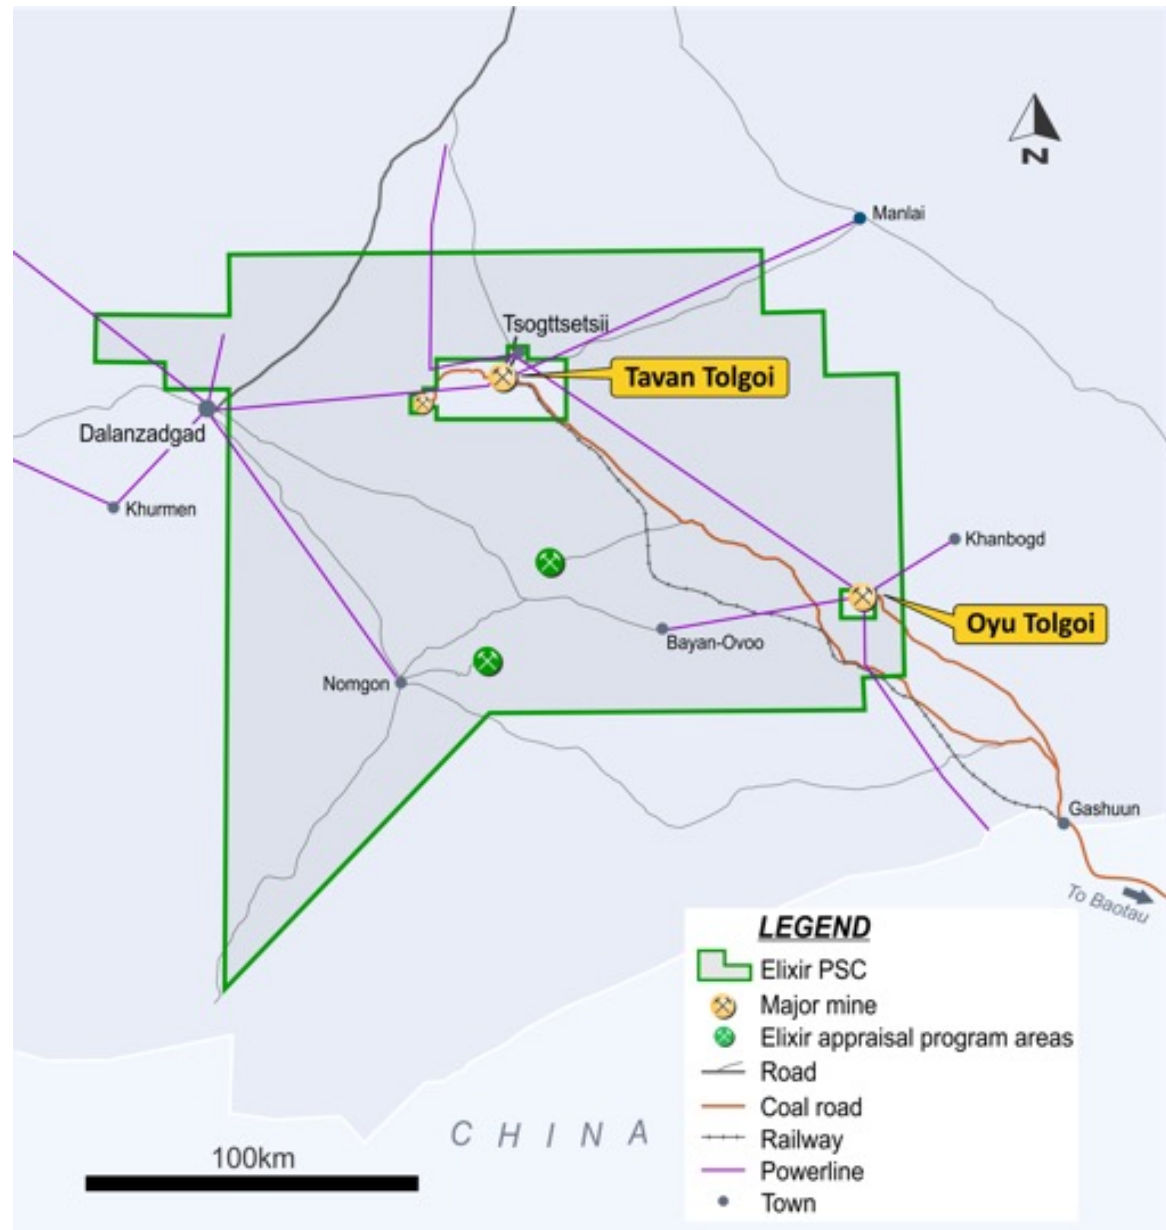 N
Manlai
Tsogttsetsii
Tavan Tolgoi
Dalanzadgad
Khurmen
Khanbogd
Oyu Tolgoi
Bayan-Ovoo
Nomgon
Gashuun
To Baotau
LEGEND
Elixir PSC
Major mine
Elixir appraisal program areas
Road
Coal road
Railway
Powerline
Town
CHINA
100km